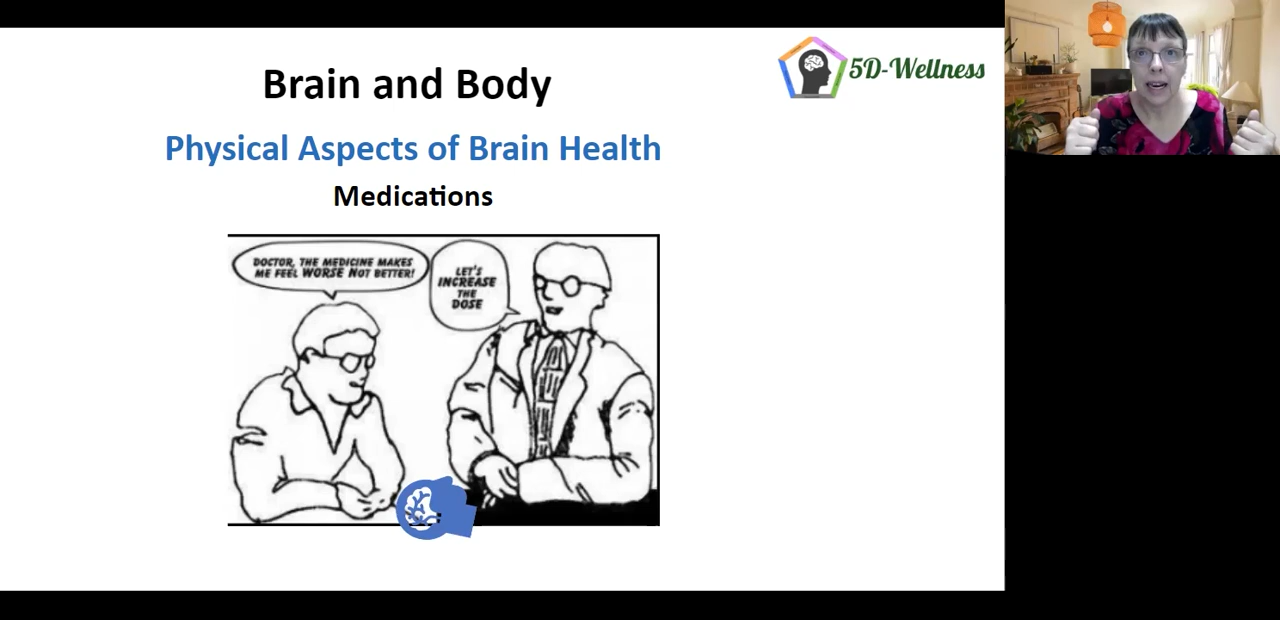 Brain and Body
5D-Wellness
Physical Aspects of Brain Health
Medications
DOCTOR, THE MEDICINE MAKES
ME FEEL WORSE NOT BETTER!
LET'S
INCREASE
THE
DOSE